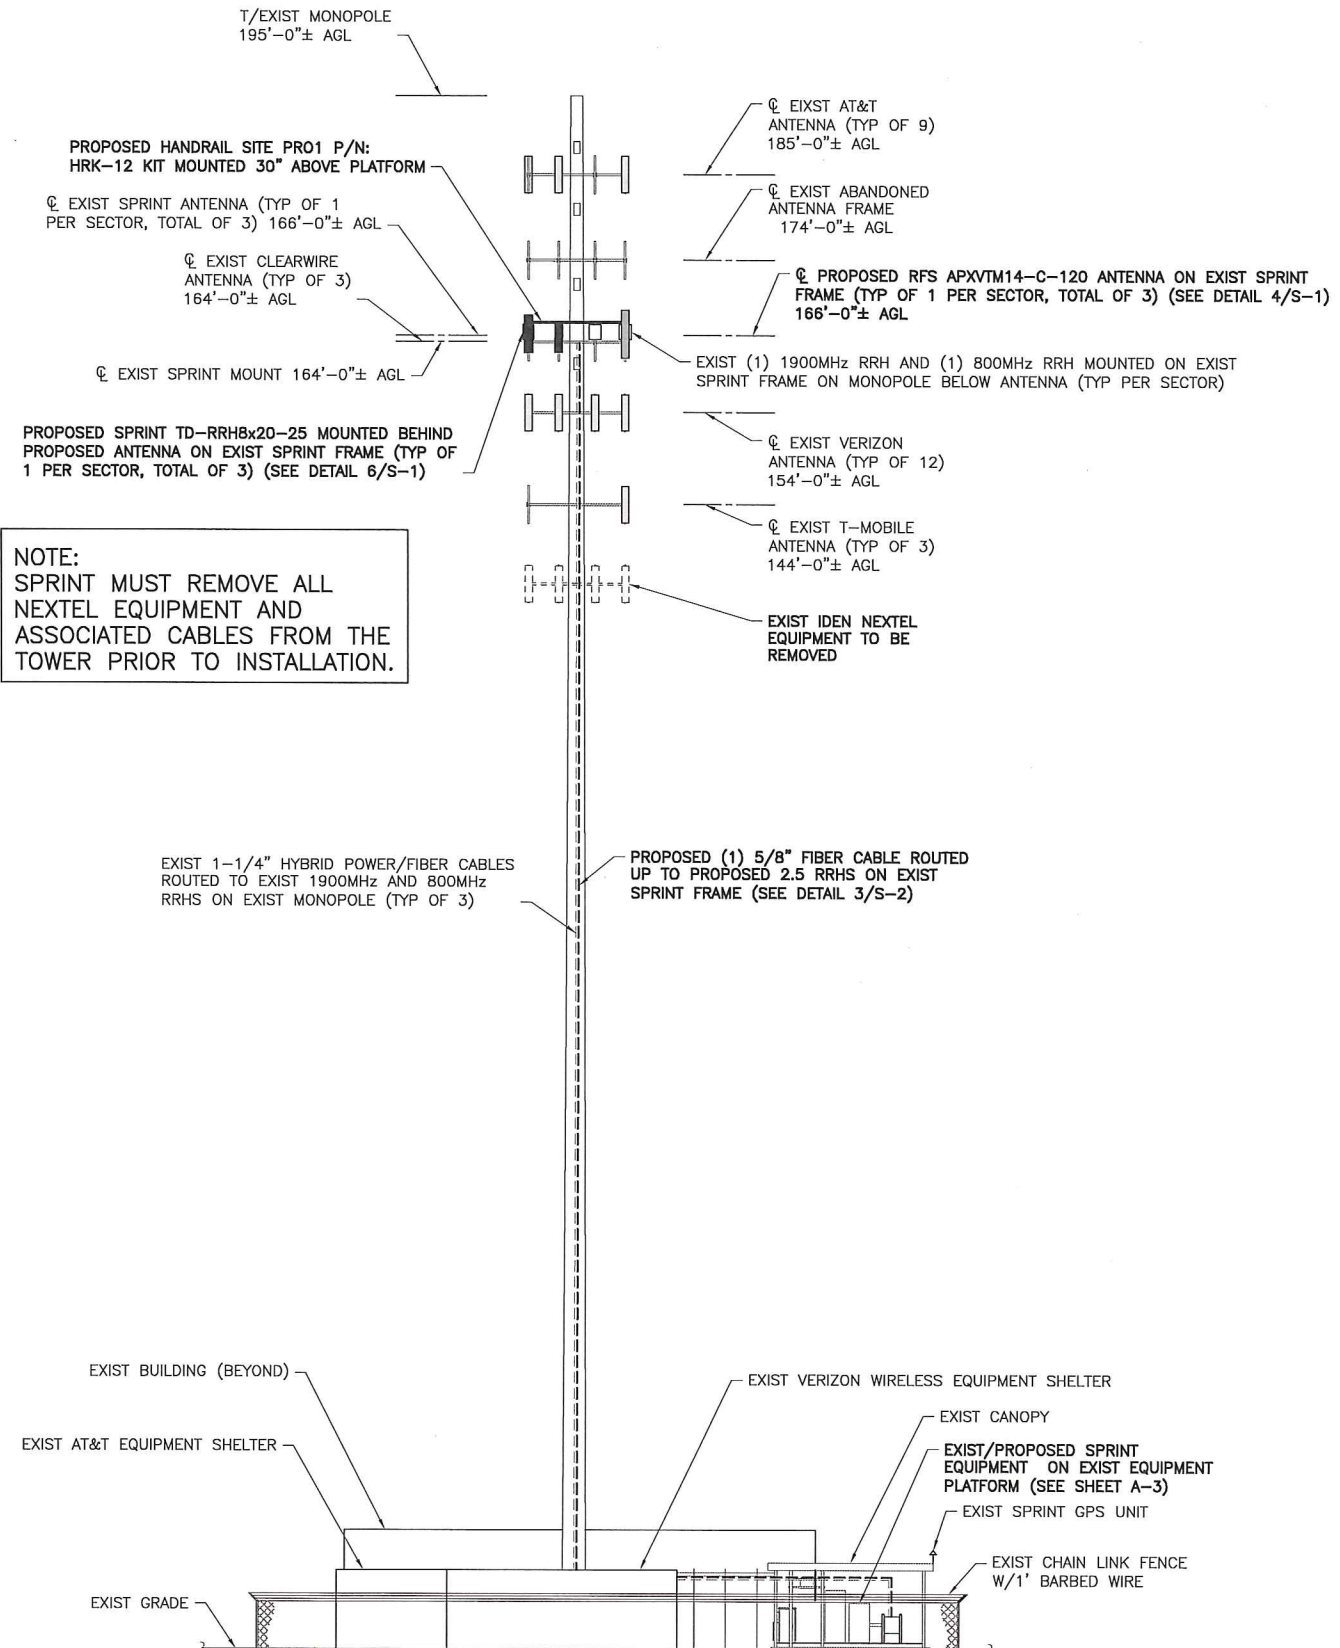 T/EXIST MONOPOLE
195'-0"± AGL
PROPOSED HANDRAIL SITE PRO1 P/N:
HRK-12 KIT MOUNTED 30" ABOVE PLATFORM
℄ EXIST SPRINT ANTENNA (TYP OF 1
PER SECTOR, TOTAL OF 3) 166'-0"± AGL
℄ EXIST CLEARWIRE
ANTENNA (TYP OF 3)
164'-0"± AGL
℄ EXIST SPRINT MOUNT 164'-0"± AGL
PROPOSED SPRINT TD-RRH8x20-25 MOUNTED BEHIND
PROPOSED ANTENNA ON EXIST SPRINT FRAME (TYP OF
1 PER SECTOR, TOTAL OF 3) (SEE DETAIL 6/S-1)
NOTE:
SPRINT MUST REMOVE ALL
NEXTEL EQUIPMENT AND
ASSOCIATED CABLES FROM THE
TOWER PRIOR TO INSTALLATION.
℄ EIXST AT&T
ANTENNA (TYP OF 9)
185'-0"± AGL
℄ EXIST ABANDONED
ANTENNA FRAME
174'-0"± AGL
℄ PROPOSED RFS APXVTM14-C-120 ANTENNA ON EXIST SPRINT
FRAME (TYP OF 1 PER SECTOR, TOTAL OF 3) (SEE DETAIL 4/S-1)
166'-0"± AGL
EXIST (1) 1900MHz RRH AND (1) 800MHz RRH MOUNTED ON EXIST
SPRINT FRAME ON MONOPOLE BELOW ANTENNA (TYP PER SECTOR)
℄ EXIST VERIZON
ANTENNA (TYP OF 12)
154'-0"± AGL
℄ EXIST T-MOBILE
ANTENNA (TYP OF 3)
144'-0"± AGL
EXIST IDEN NEXTEL
EQUIPMENT TO BE
REMOVED
EXIST 1-1/4" HYBRID POWER/FIBER CABLES
ROUTED TO EXIST 1900MHz AND 800MHz
RRHS ON EXIST MONOPOLE (TYP OF 3)
PROPOSED (1) 5/8" FIBER CABLE ROUTED
UP TO PROPOSED 2.5 RRHS ON EXIST
SPRINT FRAME (SEE DETAIL 3/S-2)
EXIST BUILDING (BEYOND)
EXIST AT&T EQUIPMENT SHELTER
EXIST GRADE
EXIST VERIZON WIRELESS EQUIPMENT SHELTER
EXIST CANOPY
EXIST/PROPOSED SPRINT
EQUIPMENT ON EXIST EQUIPMENT
PLATFORM (SEE SHEET A-3)
EXIST SPRINT GPS UNIT
EXIST CHAIN LINK FENCE
W/1' BARBED WIRE